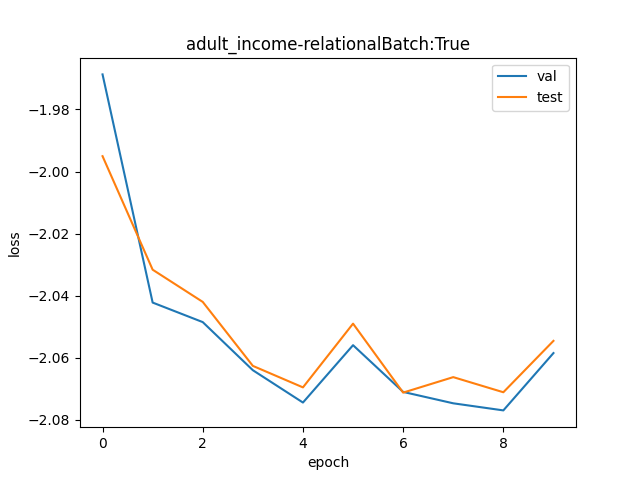 adult_income-relationalBatch:True
val
test
loss
−1.98
−2.00
−2.02
−2.04
−2.06
−2.08
0
2
4
6
8
epoch